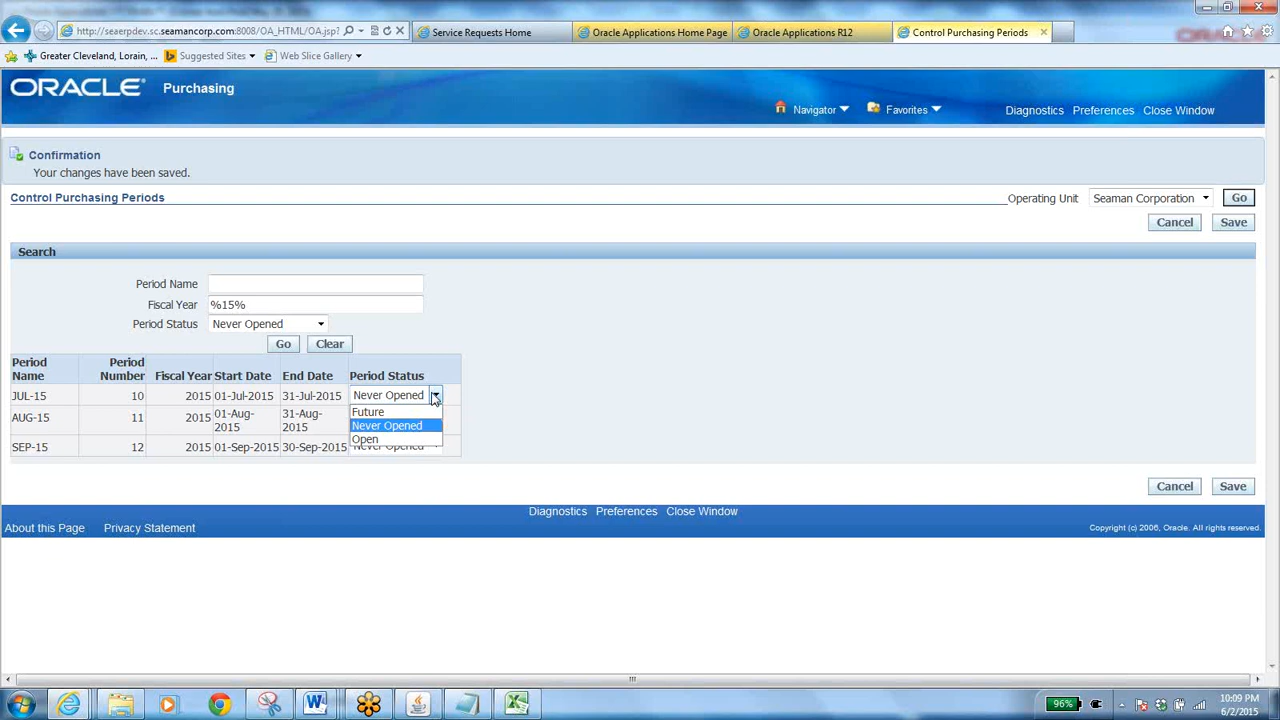 http://seaerpdev.sc.seamancorp.com:8008/OA_HTML/OA.jsp?
Service Requests Home
Oracle Applications Home Page
Oracle Applications R12
Control Purchasing Periods
Greater Cleveland, Lorain, ...
Suggested Sites
Web Slice Gallery
ORACLE Purchasing
Navigator Favorites
Diagnostics Preferences Close Window
Confirmation
Your changes have been saved.
Control Purchasing Periods
Operating Unit Seaman Corporation Go
Cancel Save
Search
Period Name
Fiscal Year %15%
Period Status Never Opened
Go Clear
Period Name Period Number Fiscal Year Start Date End Date Period Status
JUL-15 10 2015 01-Jul-2015 31-Jul-2015 Never Opened
Future
Never Opened
Open
AUG-15 11 2015 01-Aug-2015 31-Aug-2015
SEP-15 12 2015 01-Sep-2015 30-Sep-2015 Never Opened
Cancel Save
Diagnostics Preferences Close Window
About this Page Privacy Statement
Copyright (c) 2006, Oracle. All rights reserved.
96%
10:09 PM
6/2/2015